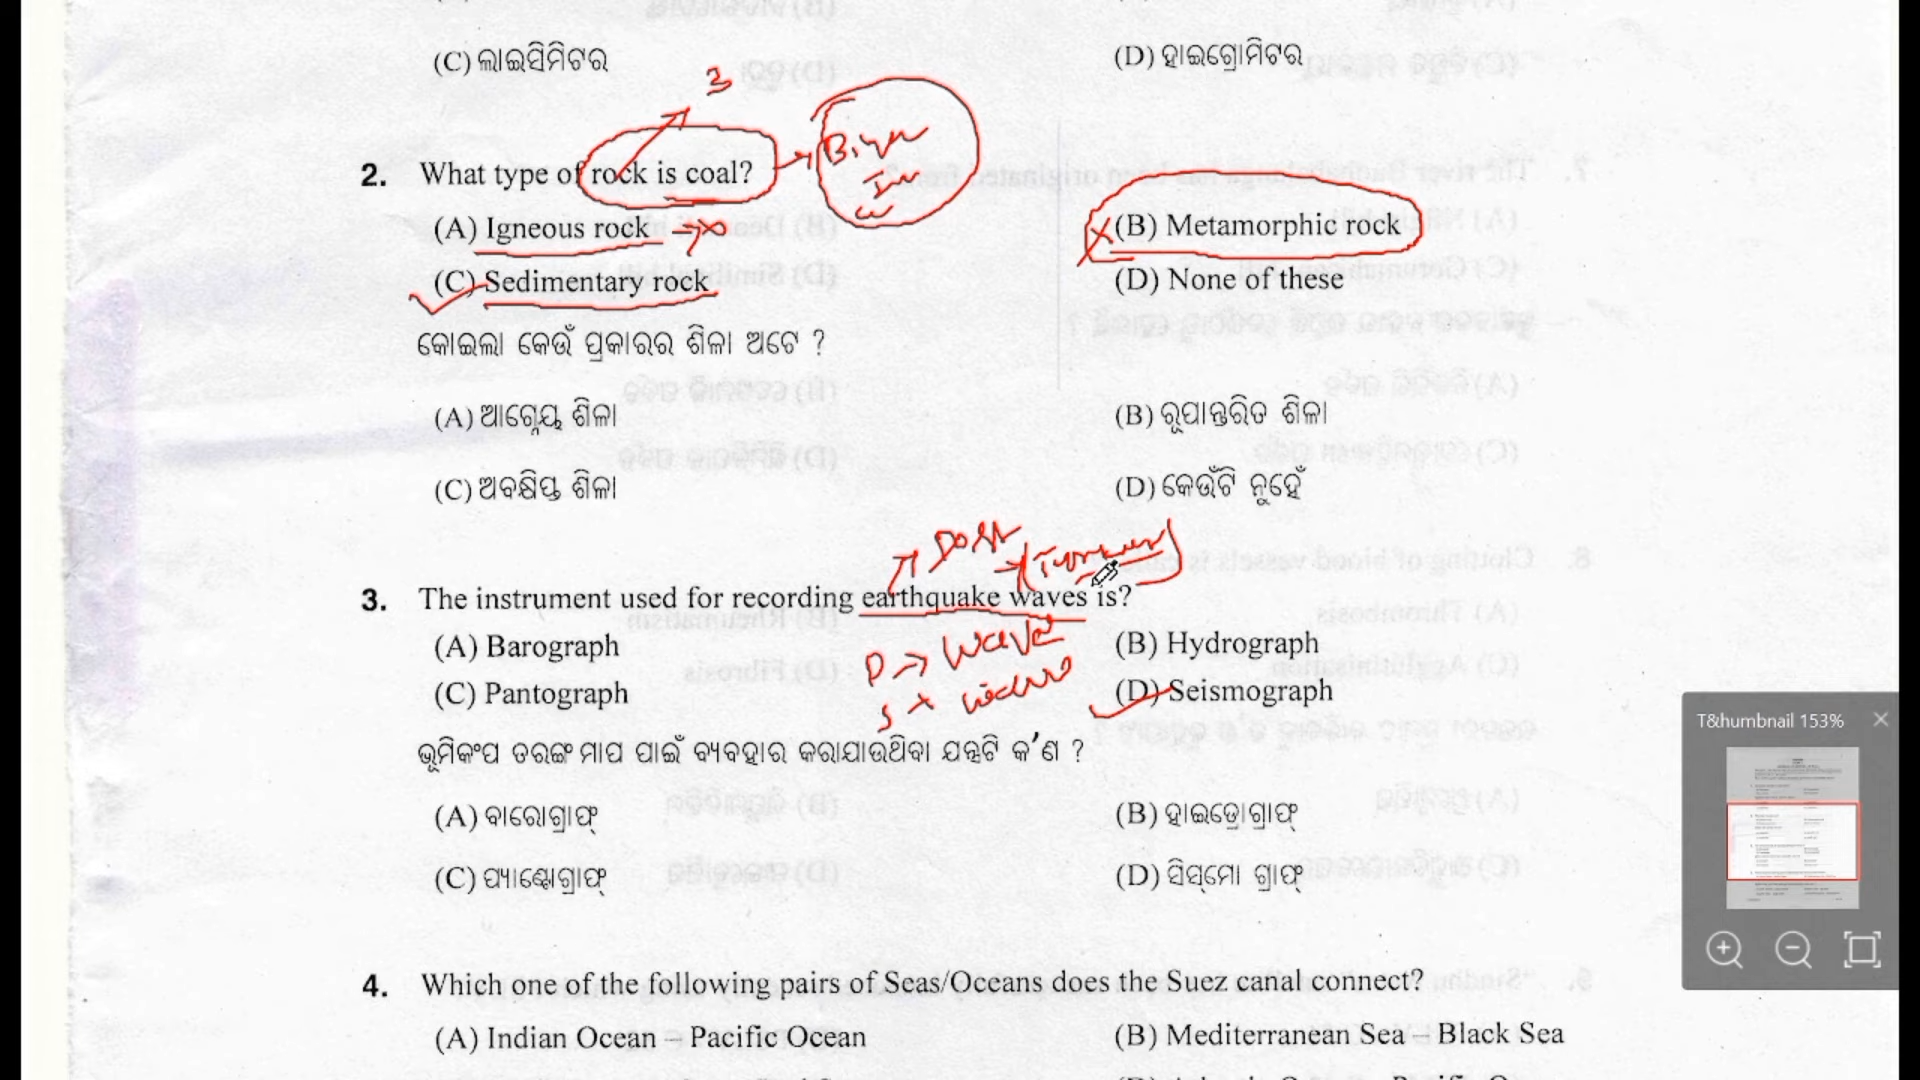 (C) ଲାଇସିମିଟର
(D) ହାଇଗ୍ରୋମିଟର
3
2. What type of rock is coal?
(A) Igneous rock
(B) Metamorphic rock
(C) Sedimentary rock
(D) None of these
କୋଇଲା କେଉଁ ପ୍ରକାରର ଶିଳା ଅଟେ ?
(A) ଆଗ୍ନେୟ ଶିଳା
(B) ରୂପାନ୍ତରିତ ଶିଳା
(C) ଅବକ୍ଷିପ୍ତ ଶିଳା
(D) କେଉଁଟି ନୁହେଁ
3. The instrument used for recording earthquake waves is?
(A) Barograph
(B) Hydrograph
P → wave
(C) Pantograph
(D) Seismograph
ଭୂମିକଂପ ତରଙ୍ଗ ମାପ ପାଇଁ ବ୍ୟବହାର କରାଯାଉଥିବା ଯନ୍ତ୍ରଟି କ'ଣ ?
(A) ବାରୋଗ୍ରାଫ୍
(B) ହାଇଡ୍ରୋଗ୍ରାଫ୍
(C) ପ୍ୟାଣ୍ଟୋଗ୍ରାଫ୍
(D) ସିସ୍‌ମୋ ଗ୍ରାଫ୍
4. Which one of the following pairs of Seas/Oceans does the Suez canal connect?
(A) Indian Ocean – Pacific Ocean
(B) Mediterranean Sea – Black Sea
T&humbnail 153%